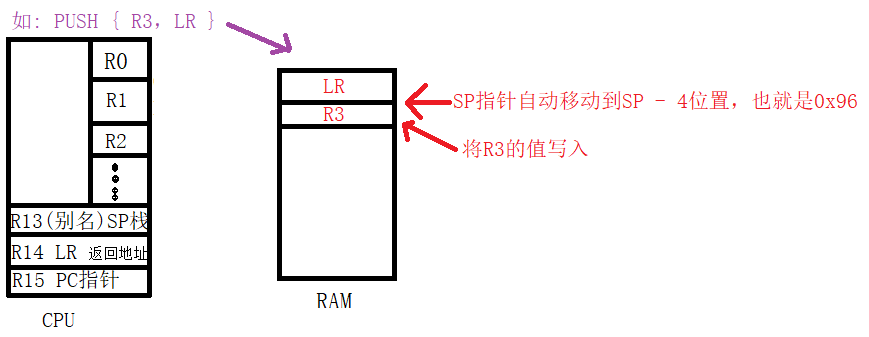 如: PUSH { R3，LR }
R0
R1
R2
R13(别名)SP栈
R14 LR 返回地址
R15 PC指针
CPU
LR
R3
RAM
SP指针自动移动到SP - 4位置，也就是0x96
将R3的值写入